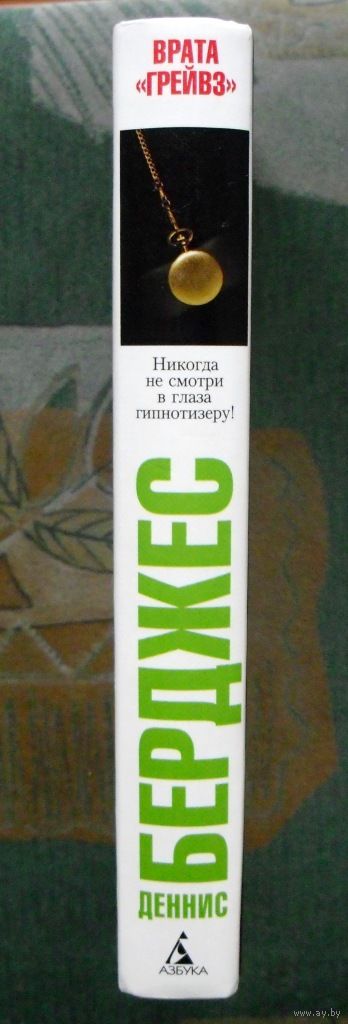 ВРАТА
«ГРЕЙВЗ»
Никогда
не смотри
в глаза
гипнотизеру!
ДЕННИС
БЕРДЖЕС
АЗБУКА
www.ay.by